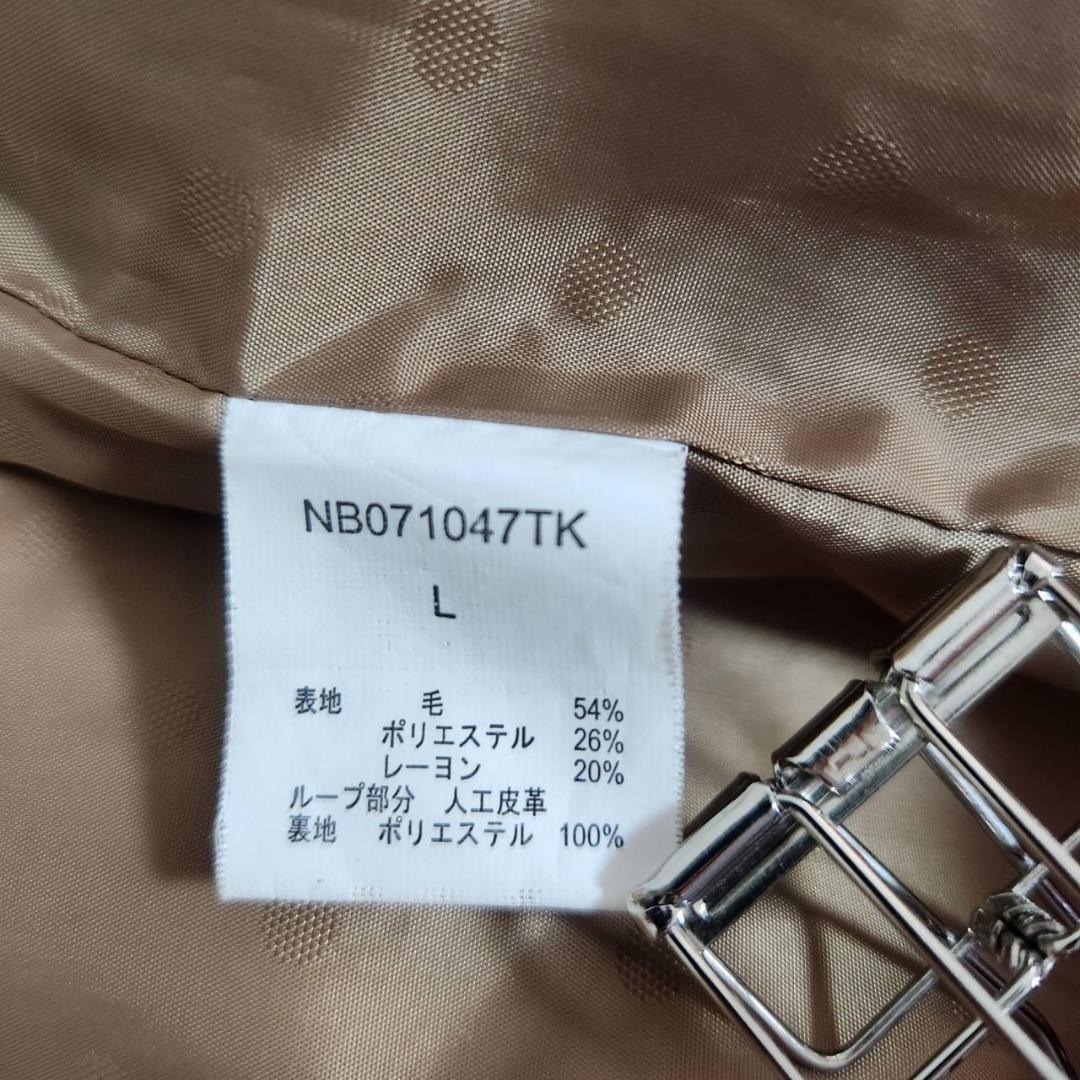 NB071047TK
L
表地 毛 54%
ポリエステル 26%
レーヨン 20%
ループ部分 人工皮革
裏地 ポリエステル 100%